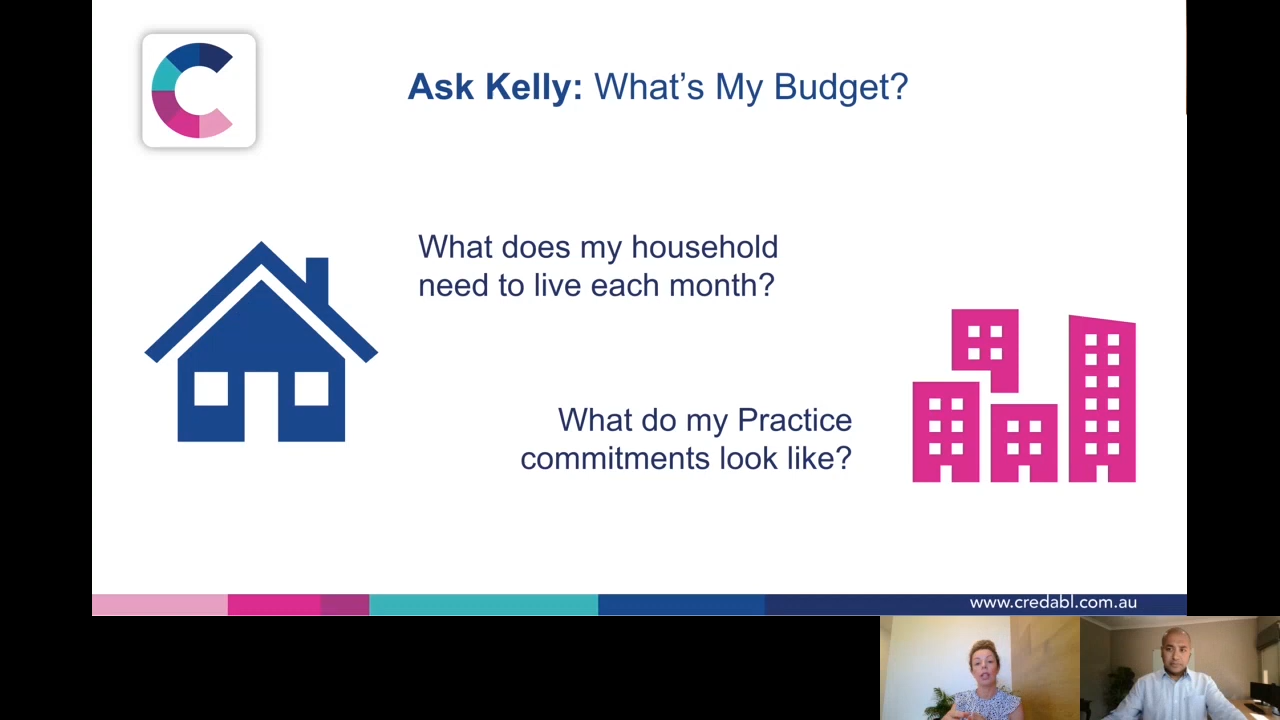 Ask Kelly: What's My Budget?
What does my household
need to live each month?
What do my Practice
commitments look like?
www.credabl.com.au